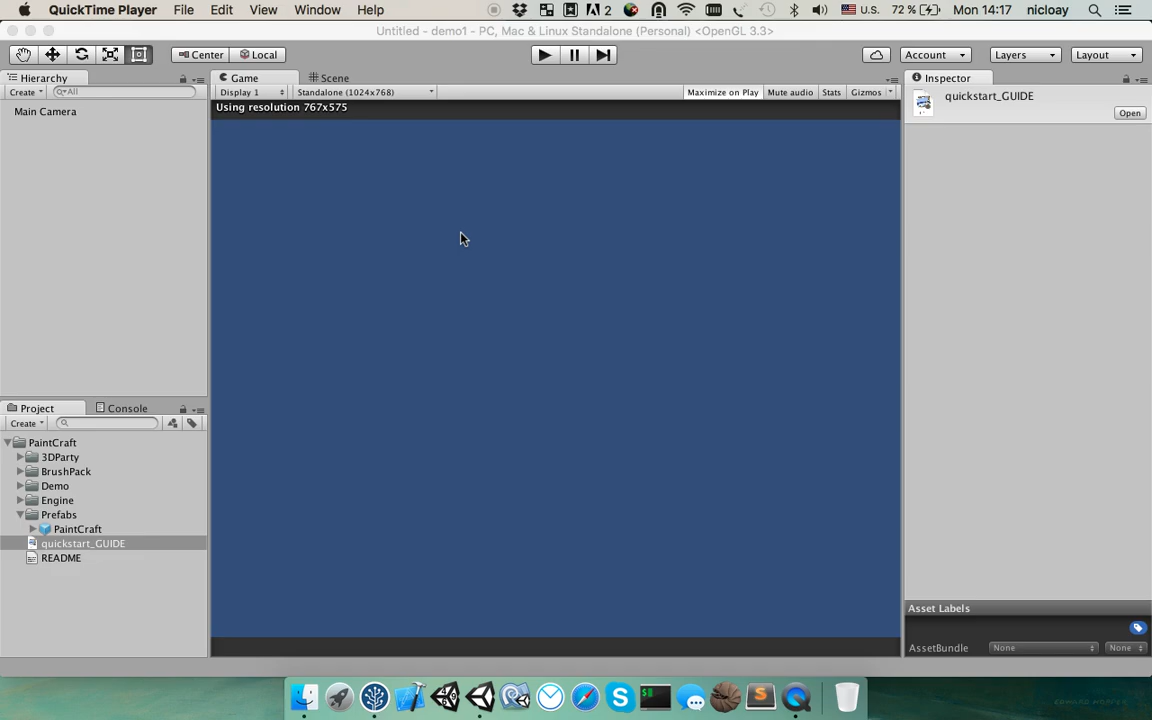 QuickTime Player File Edit View Window Help 2 U.S. 72 % Mon 14:17 nicloay
Untitled - demo1 - PC, Mac & Linux Standalone (Personal) <OpenGL 3.3>
Center Local Account Layers Layout
Hierarchy Game Scene Inspector
Create All Display 1 Standalone (1024x768) Maximize on Play Mute audio Stats Gizmos quickstart_GUIDE
Using resolution 767x575
Main Camera Open
Project Console
Create
PaintCraft
3DParty
BrushPack
Demo
Engine
Prefabs
PaintCraft
quickstart_GUIDE
README
Asset Labels
AssetBundle None None